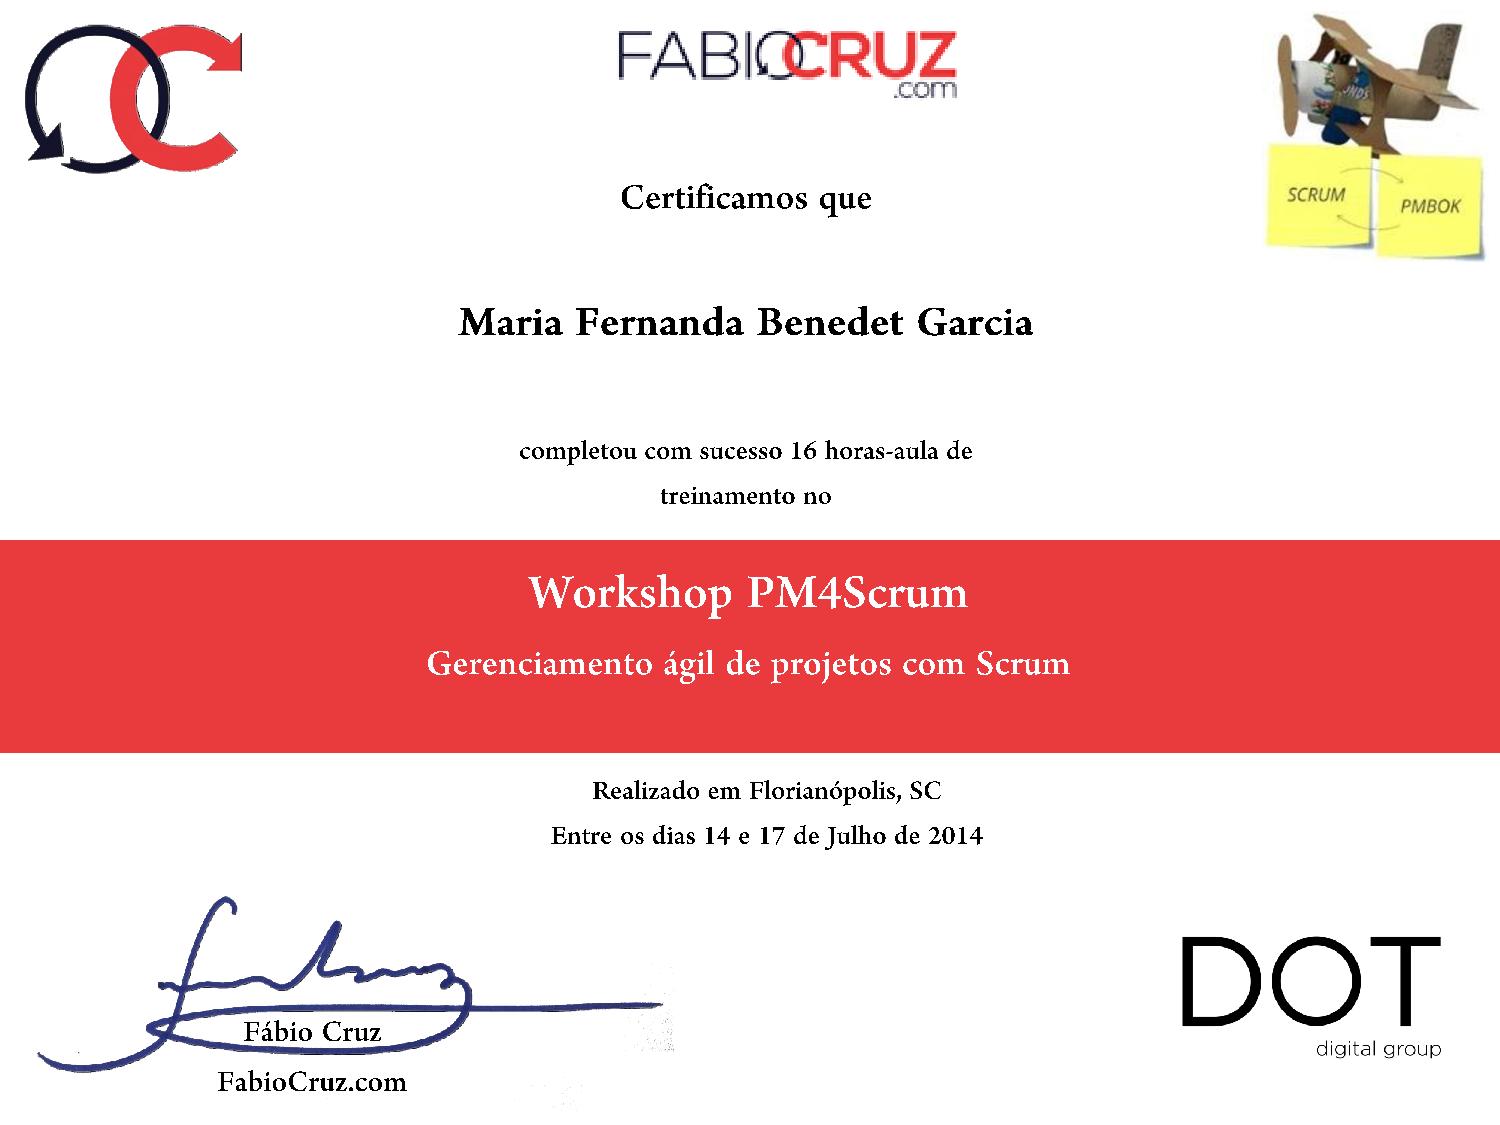 FABIOCRUZ
.com
SCRUM
PMBOK
Certificamos que
Maria Fernanda Benedet Garcia
completou com sucesso 16 horas-aula de
treinamento no
Workshop PM4Scrum
Gerenciamento ágil de projetos com Scrum
Realizado em Florianópolis, SC
Entre os dias 14 e 17 de Julho de 2014
Fábio Cruz
FabioCruz.com
DOT
digital group